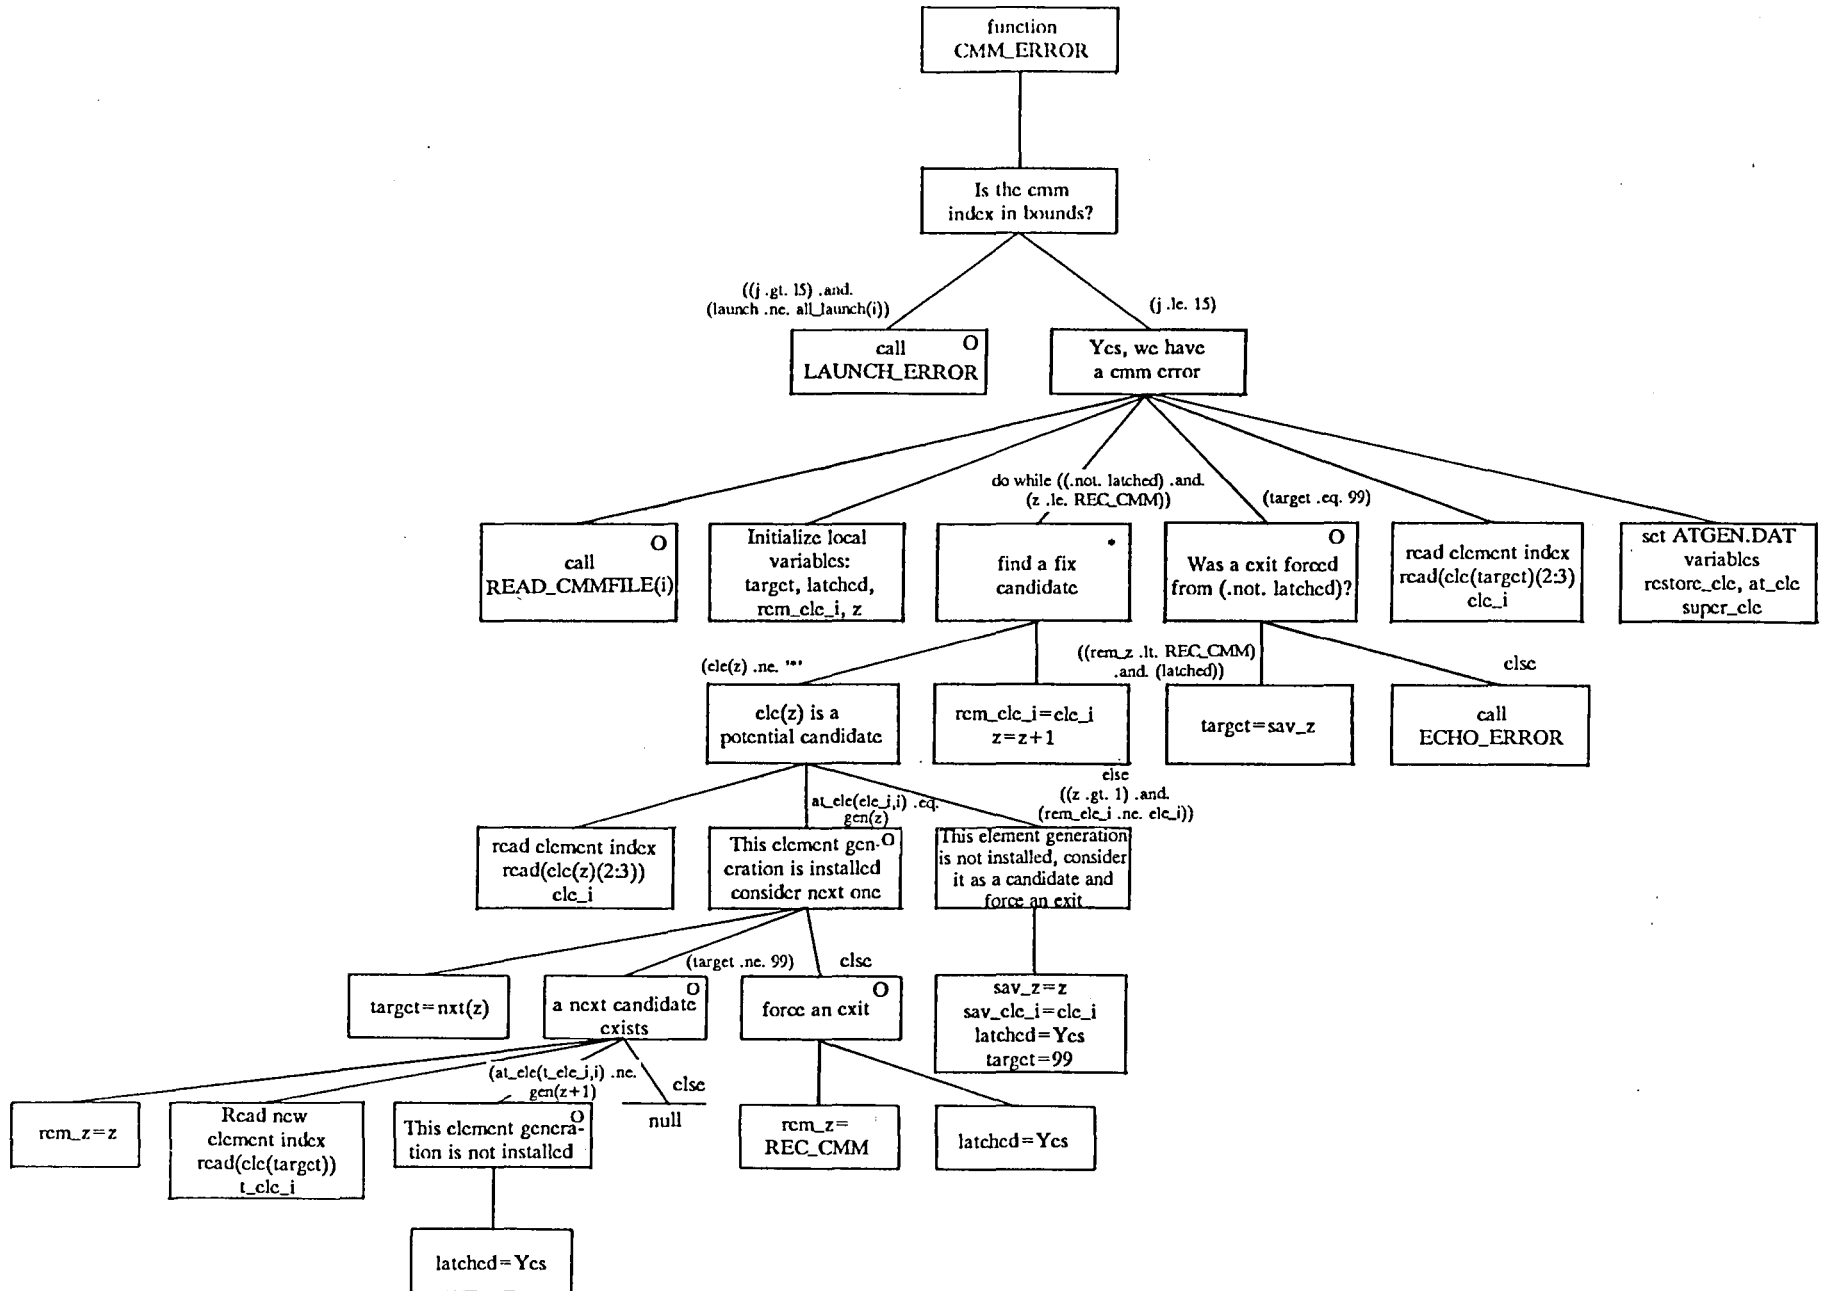 function
CMM_ERROR
Is the cmm
index in bounds?
((j .gt. 15) .and.
(launch .ne. all_launch(i))
(j .le. 15)
call O
LAUNCH_ERROR
Yes, we have
a cmm error
do while ((.not. latched) .and.
(z .le. REC_CMM))
(target .eq. 99)
O
call
READ_CMMFILE(i)
Initialize local
variables:
target, latched,
rem_ele_i, z
*
find a fix
candidate
O
Was a exit forced
from (.not. latched)?
read element index
read(ele(target)(2:3)
ele_i
set ATGEN.DAT
variables
restore_ele, at_ele
super_ele
(ele(z) .ne. '*'
((rem_z .lt. REC_CMM)
.and. (latched))
else
ele(z) is a
potential candidate
rem_ele_i=ele_i
z=z+1
target=sav_z
call
ECHO_ERROR
at_ele(ele_i,i) .eq.
gen(z)
else
((z .gt. 1) .and.
(rem_ele_i .ne. ele_i))
read element index
read(ele(z)(2:3))
ele_i
This element gen- O
eration is installed
consider next one
This element generation
is not installed, consider
it as a candidate and
force an exit
(target .ne. 99)
else
target=nxt(z)
O
a next candidate
exists
O
force an exit
sav_z=z
sav_ele_i=ele_i
latched=Yes
target=99
(at_ele(t_ele_i,i) .ne.
gen(z+1)
else
null
rem_z=z
Read new
element index
read(ele(target))
t_ele_i
O
This element genera-
tion is not installed
rem_z=
REC_CMM
latched=Yes
latched=Yes